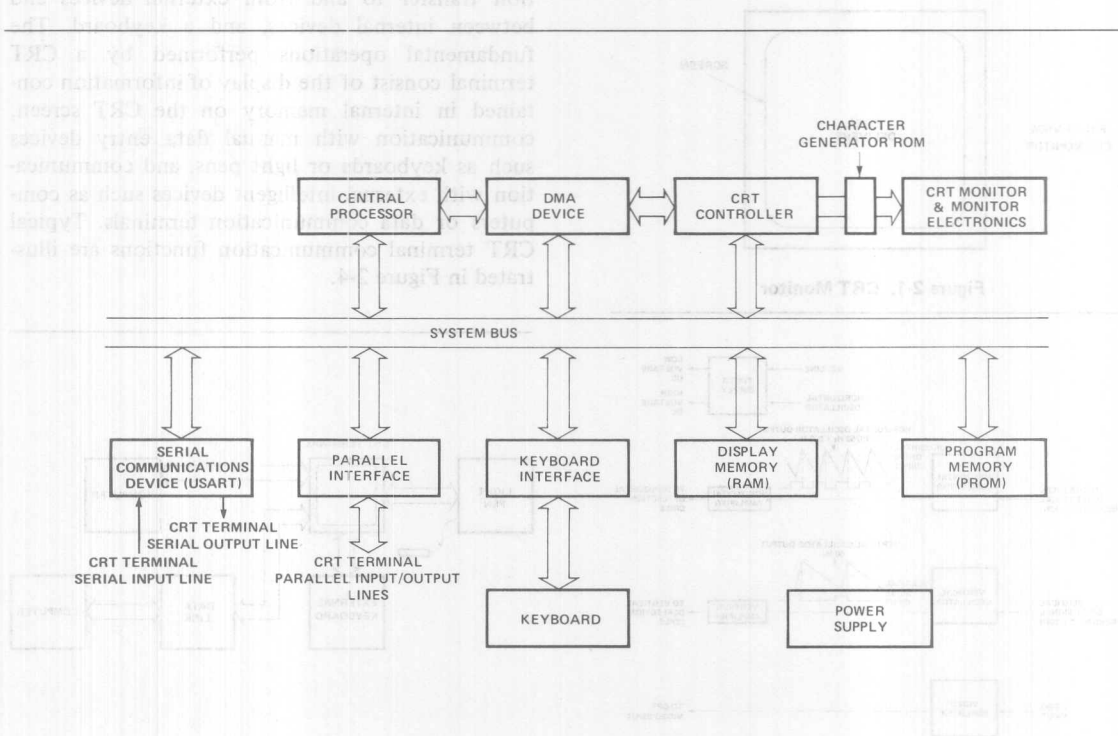 tion transfer to and from external devices and
between internal devices and a keyboard. The
fundamental operations performed by a CRT
terminal consist of the display of information con-
tained in internal memory on the CRT screen,
communication with manual data entry devices
such as keyboards or light pens, and communica-
tion with external intelligent devices such as com-
puters or data communication terminals. Typical
CRT terminal communication functions are illus-
trated in Figure 2-4.
SCREEN
Figure 2-1. CRT Monitor
CHARACTER
GENERATOR ROM
CENTRAL
PROCESSOR
DMA
DEVICE
CRT
CONTROLLER
CRT MONITOR
& MONITOR
ELECTRONICS
SYSTEM BUS
SERIAL
COMMUNICATIONS
DEVICE (USART)
PARALLEL
INTERFACE
KEYBOARD
INTERFACE
DISPLAY
MEMORY
(RAM)
PROGRAM
MEMORY
(PROM)
CRT TERMINAL
SERIAL OUTPUT LINE
CRT TERMINAL
SERIAL INPUT LINE
CRT TERMINAL
PARALLEL INPUT/OUTPUT
LINES
KEYBOARD
POWER
SUPPLY